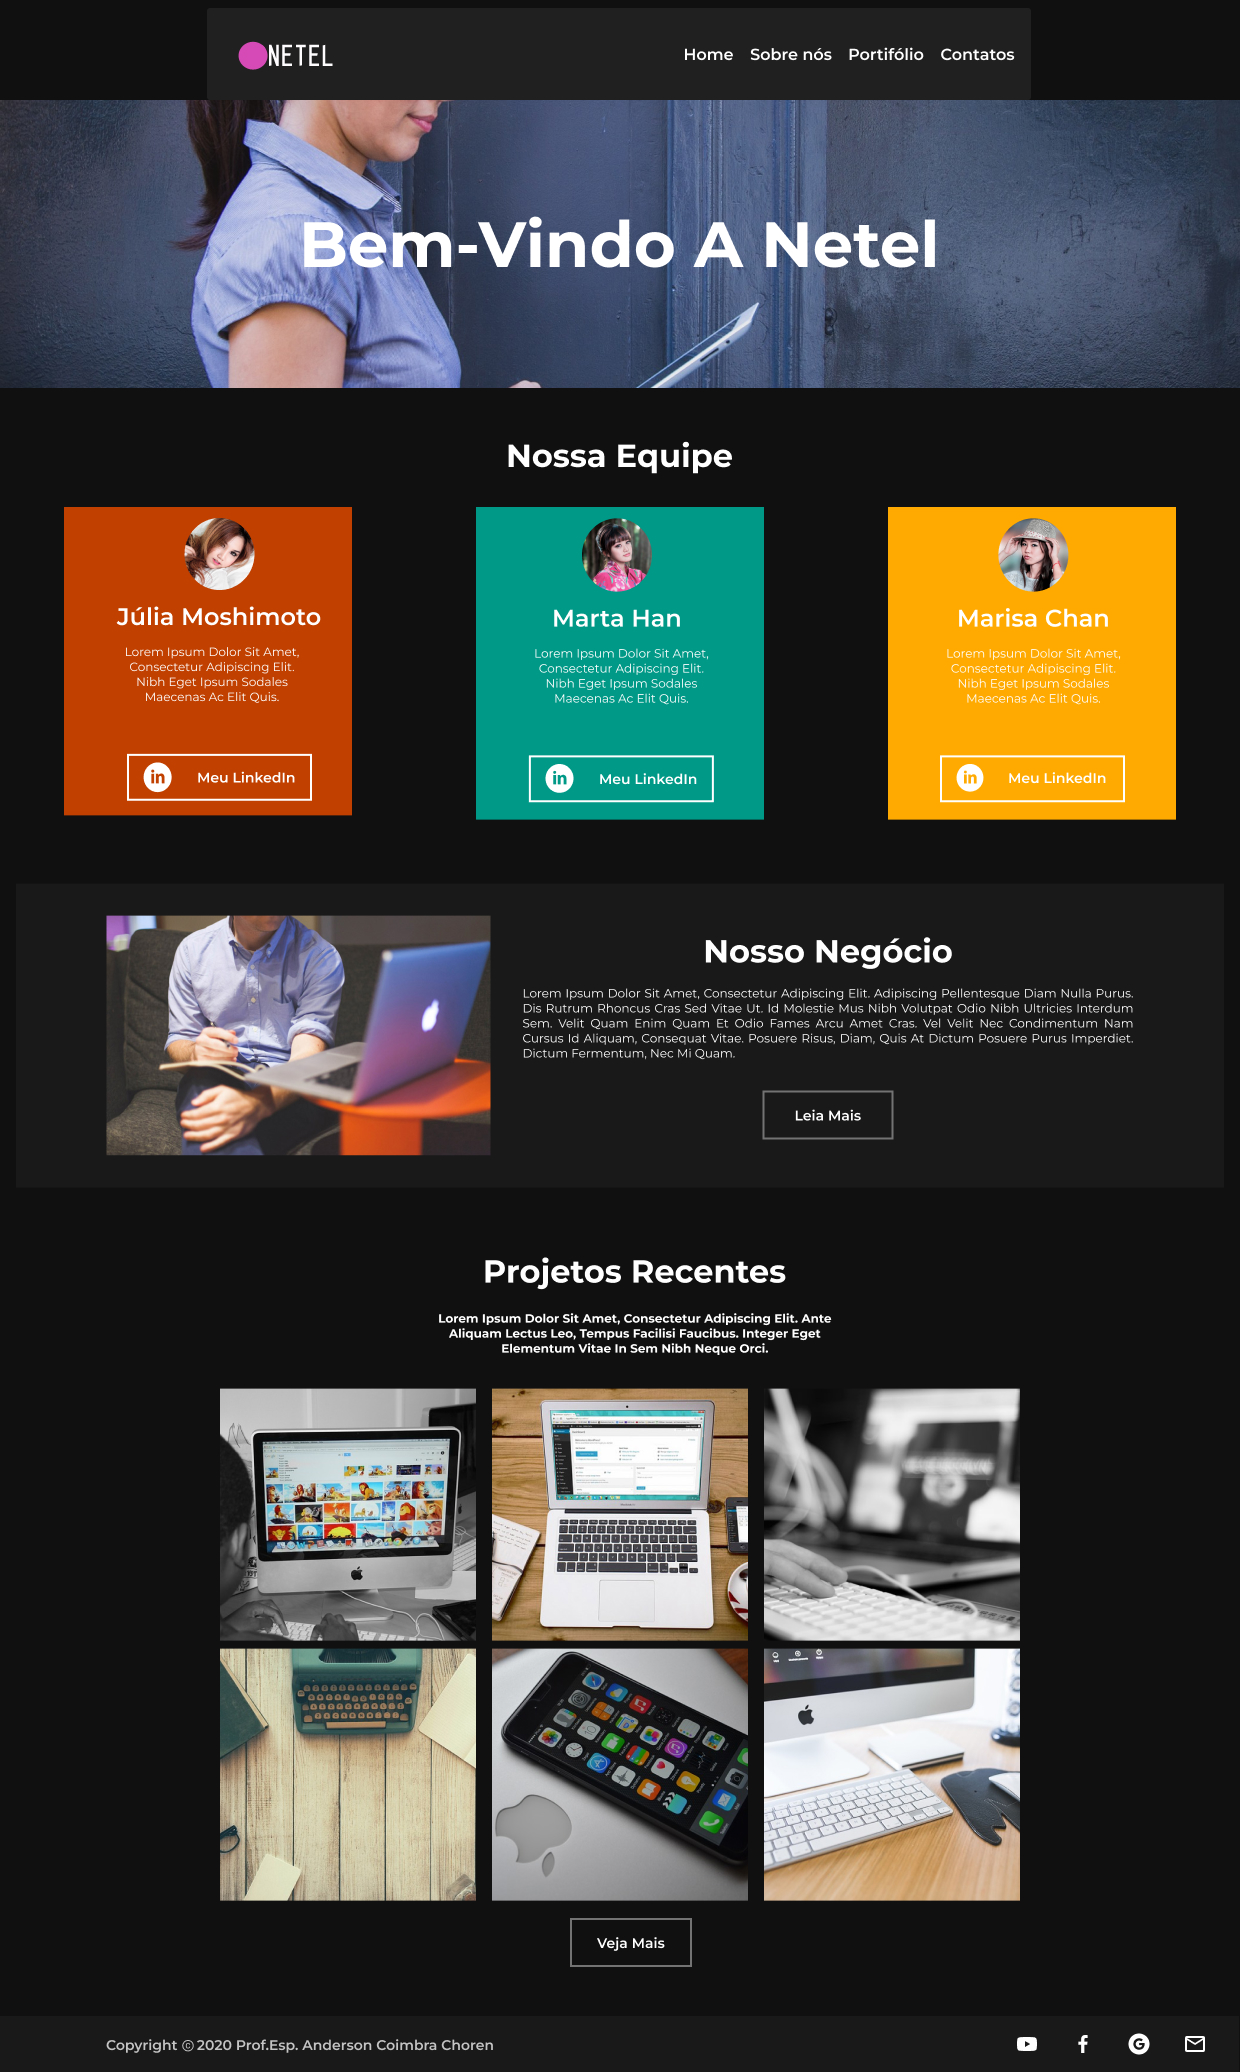 NETEL
Home Sobre nós Portifólio Contatos
Bem-Vindo A Netel
Nossa Equipe
Júlia Moshimoto
Lorem Ipsum Dolor Sit Amet,
Consectetur Adipiscing Elit.
Nibh Eget Ipsum Sodales
Maecenas Ac Elit Quis.
in Meu LinkedIn
Marta Han
Lorem Ipsum Dolor Sit Amet,
Consectetur Adipiscing Elit.
Nibh Eget Ipsum Sodales
Maecenas Ac Elit Quis.
in Meu LinkedIn
Marisa Chan
Lorem Ipsum Dolor Sit Amet,
Consectetur Adipiscing Elit.
Nibh Eget Ipsum Sodales
Maecenas Ac Elit Quis.
in Meu LinkedIn
Nosso Negócio
Lorem Ipsum Dolor Sit Amet, Consectetur Adipiscing Elit. Adipiscing Pellentesque Diam Nulla Purus.
Dis Rutrum Rhoncus Cras Sed Vitae Ut. Id Molestie Mus Nibh Volutpat Odio Nibh Ultricies Interdum
Sem. Velit Quam Enim Quam Et Odio Fames Arcu Amet Cras. Vel Velit Nec Condimentum Nam
Cursus Id Aliquam, Consequat Vitae. Posuere Risus, Diam, Quis At Dictum Posuere Purus Imperdiet.
Dictum Fermentum, Nec Mi Quam.
Leia Mais
Projetos Recentes
Lorem Ipsum Dolor Sit Amet, Consectetur Adipiscing Elit. Ante
Aliquam Lectus Leo, Tempus Facilisi Faucibus. Integer Eget
Elementum Vitae In Sem Nibh Neque Orci.
Veja Mais
Copyright © 2020 Prof.Esp. Anderson Coimbra Choren